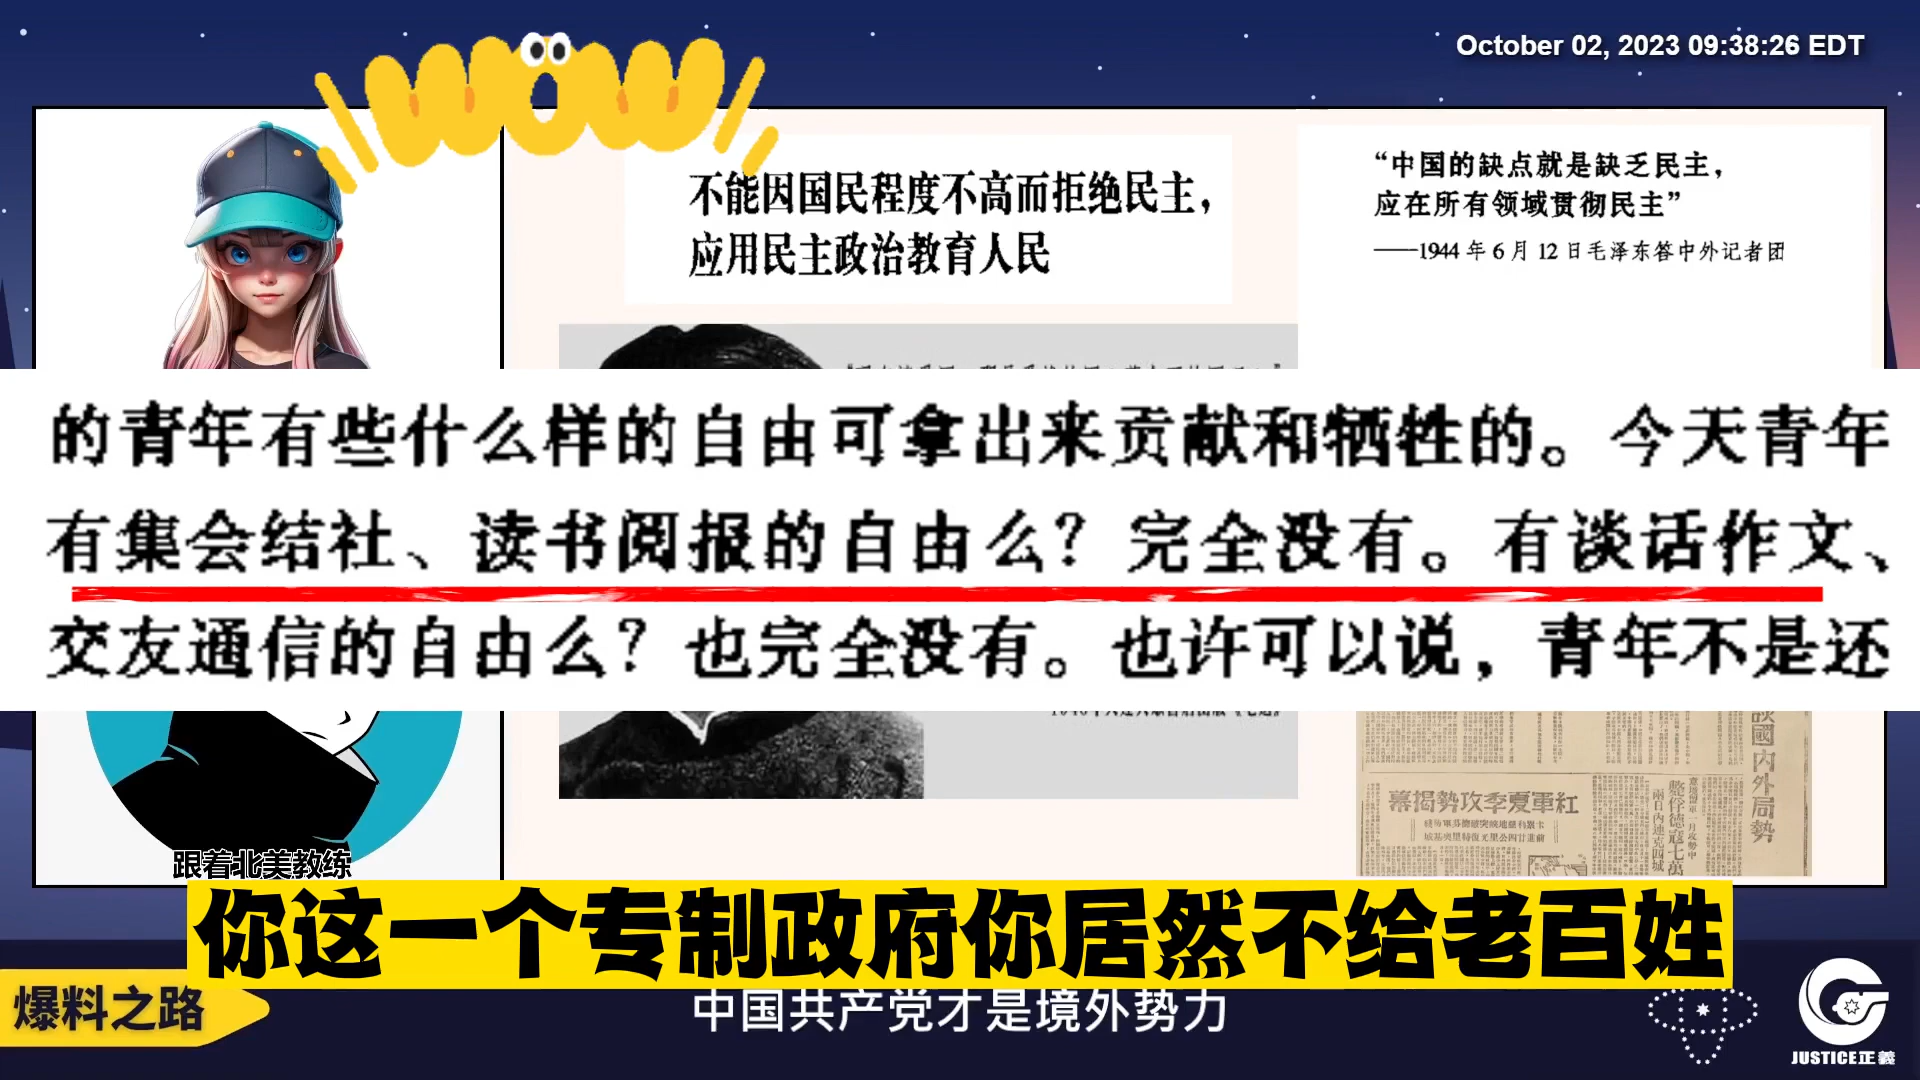 October 02, 2023 09:38:26 EDT
WOW
不能因国民程度不高而拒绝民主，
应用民主政治教育人民
“中国的缺点就是缺乏民主，
应在所有领域贯彻民主”
——1944 年 6 月 12 日毛泽东答中外记者团
的青年有些什么样的自由可拿出来贡献和牺牲的。今天青年
有集会结社、读书阅报的自由么？完全没有。有谈话作文、
交友通信的自由么？也完全没有。也许可以说，青年不是还
談國內外局勢
幕揭勢攻季夏軍紅
跟着北美教练
你这一个专制政府你居然不给老百姓
爆料之路
中国共产党才是境外势力
JUSTICE正義